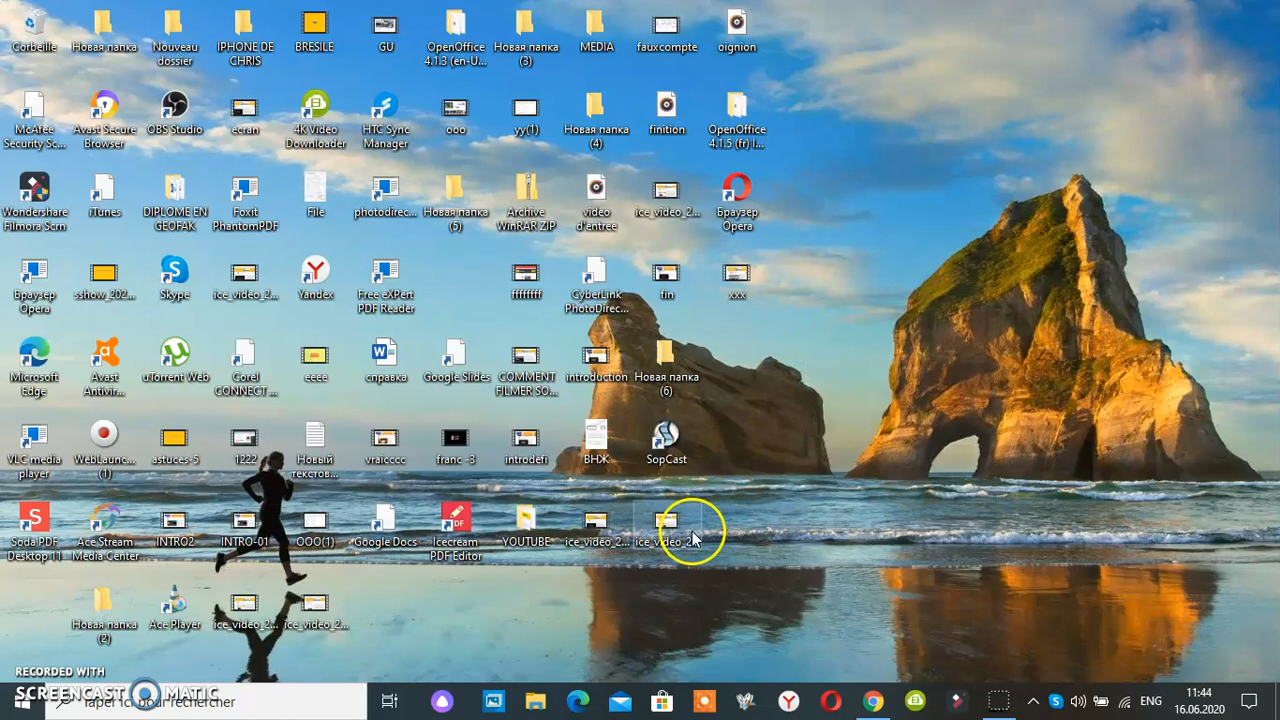 Corbeille
Новая папка
Nouveau
dossier
IPHONE DE
CHRIS
BRESILE
GU
OpenOffice
4.1.3 (en-U...
Новая папка
(3)
MEDIA
fauxcompte
oignion
McAfee
Security Sc...
Avast Secure
Browser
OBS Studio
ecran
4K Video
Downloader
HTC Sync
Manager
ooo
yy(1)
Новая папка
(4)
finition
OpenOffice
4.1.5 (fr) I...
Wondershare
Filmora Scrn
iTunes
DIPLOME EN
GEOFAK
Foxit
PhantomPDF
File
photodirec...
Новая папка
(5)
Archive
WinRAR ZIP
video
d'entree
ice_video_2...
Браузер
Opera
Браузер
Opera
sshow_202...
Skype
ice_video_2...
Yandex
Free eXPert
PDF Reader
ffffffff
CyberLink
PhotoDirec...
fin
xxx
Microsoft
Edge
Avast
Antivir...
uTorrent Web
Corel
CONNECT ...
eeee
справка
Google Slides
COMMENT
FILMER SO...
introduction
Новая папка
(6)
VLC media
player
WebLaunc...
(1)
astuces-5
1222
Новый
текстов...
vraicccc
franc -3
introdefi
ВНЖ
SopCast
Soda PDF
Desktop 11
Ace Stream
Media Center
INTRO2
INTRO-01
OOO(1)
Google Docs
Icecream
PDF Editor
YOUTUBE
ice_video_2...
ice_video_2
Новая папка
(2)
Ace Player
ice_video_2...
ice_video_2...
RECORDED WITH
SCREENCAST MATIC
Taper ici pour rechercher
ENG
11:44
16.06.2020